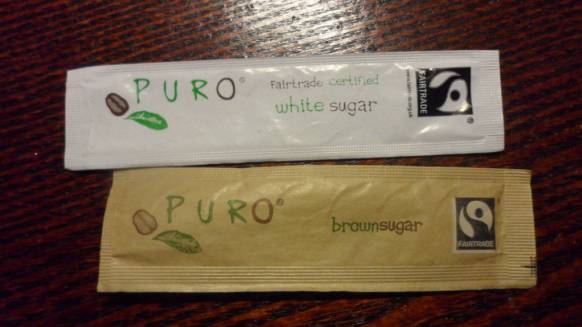 PURO®
Fairtrade certified
white sugar
FAIRTRADE
®
PURO®
brownsugar
FAIRTRADE